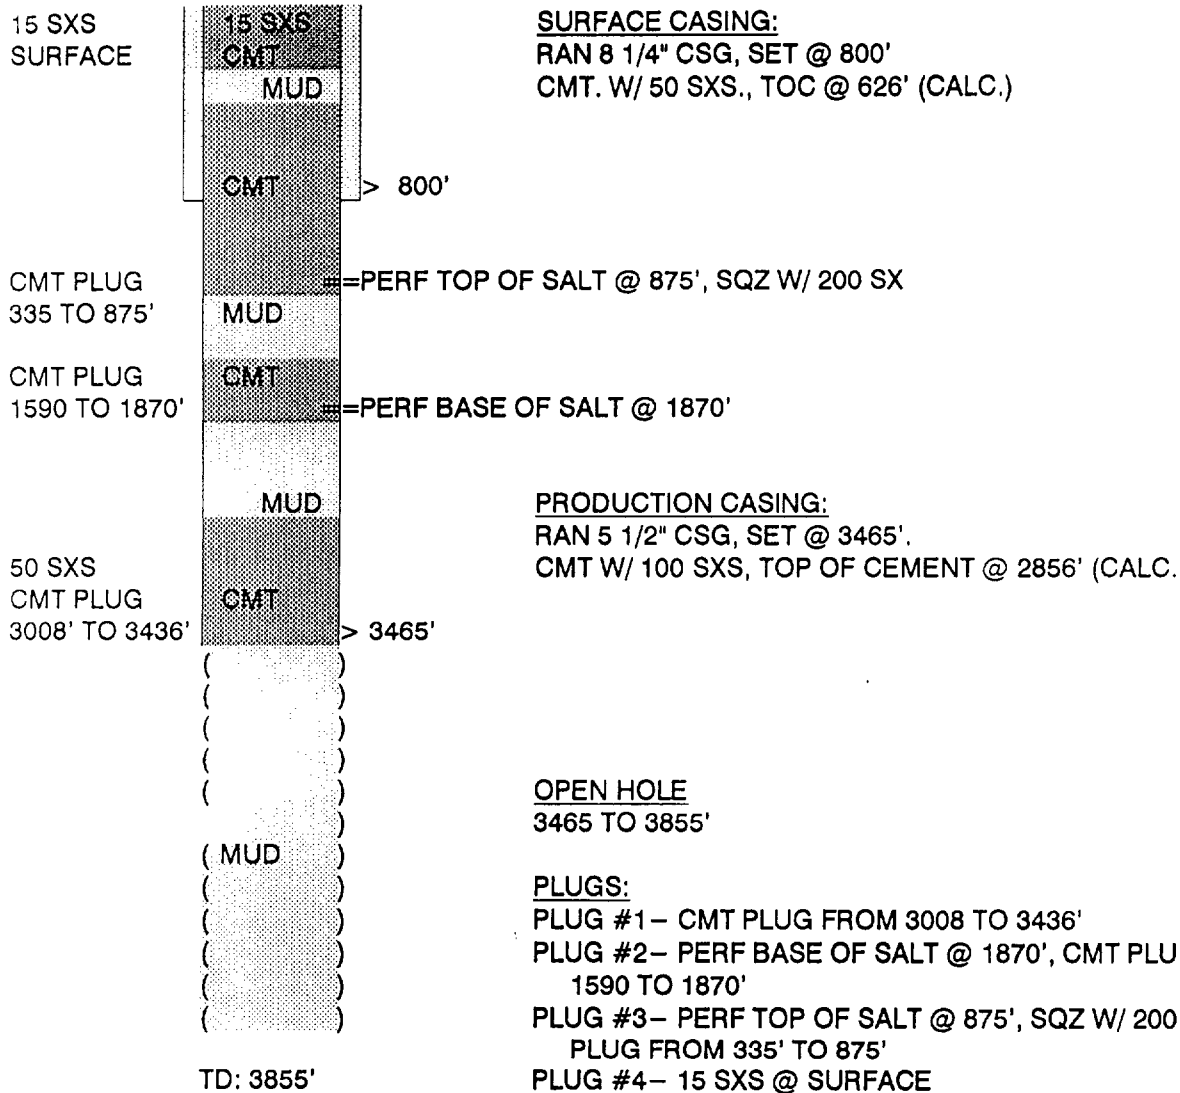 15 SXS
SURFACE
15 SXS
CMT
MUD
CMT
> 800'
SURFACE CASING:
RAN 8 1/4" CSG, SET @ 800'
CMT. W/ 50 SXS., TOC @ 626' (CALC.)
CMT PLUG
335 TO 875'
==PERF TOP OF SALT @ 875', SQZ W/ 200 SX
MUD
CMT PLUG
1590 TO 1870'
CMT
==PERF BASE OF SALT @ 1870'
MUD
PRODUCTION CASING:
RAN 5 1/2" CSG, SET @ 3465'.
CMT W/ 100 SXS, TOP OF CEMENT @ 2856' (CALC.
50 SXS
CMT PLUG
3008' TO 3436'
CMT
> 3465'
( )
( )
( )
( )
( )
)
( MUD )
( )
( )
( )
( )
( )
OPEN HOLE
3465 TO 3855'
PLUGS:
PLUG #1– CMT PLUG FROM 3008 TO 3436'
PLUG #2– PERF BASE OF SALT @ 1870', CMT PLU
1590 TO 1870'
PLUG #3– PERF TOP OF SALT @ 875', SQZ W/ 200
PLUG FROM 335' TO 875'
PLUG #4– 15 SXS @ SURFACE
TD: 3855'